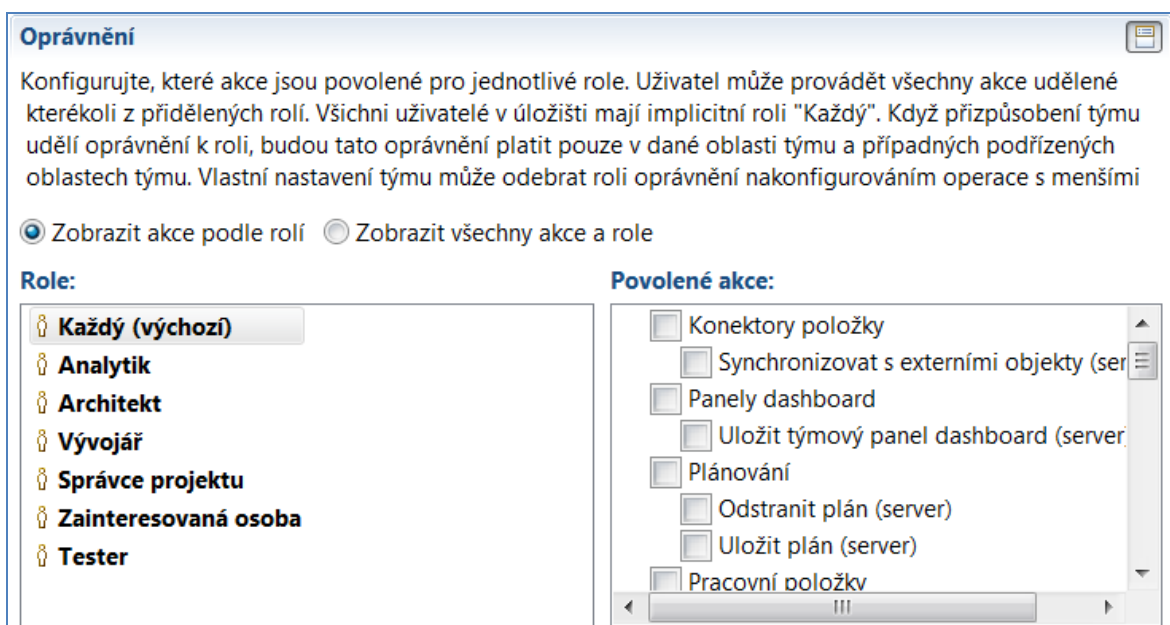 Oprávnění
Konfigurujte, které akce jsou povolené pro jednotlivé role. Uživatel může provádět všechny akce udělené
kterékoli z přidělených rolí. Všichni uživatelé v úložišti mají implicitní roli "Každý". Když přizpůsobení týmu
udělí oprávnění k roli, budou tato oprávnění platit pouze v dané oblasti týmu a případných podřízených
oblastech týmu. Vlastní nastavení týmu může odebrat roli oprávnění nakonfigurováním operace s menšími
Zobrazit akce podle rolí Zobrazit všechny akce a role
Role:
Každý (výchozí)
Analytik
Architekt
Vývojář
Správce projektu
Zainteresovaná osoba
Tester
Povolené akce:
Konektory položky
Synchronizovat s externími objekty (ser
Panely dashboard
Uložit týmový panel dashboard (server
Plánování
Odstranit plán (server)
Uložit plán (server)
Pracovní položky